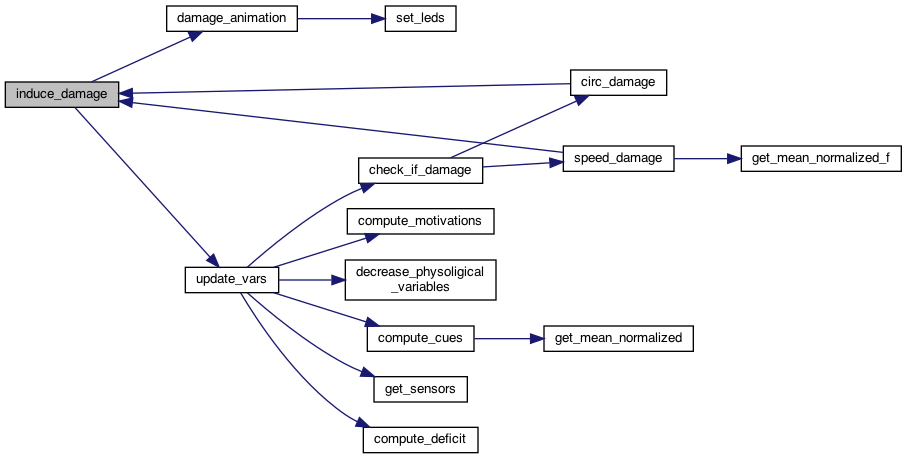 damage_animation
set_leds
induce_damage
circ_damage
check_if_damage
speed_damage
get_mean_normalized_f
compute_motivations
update_vars
decrease_physoligical
_variables
compute_cues
get_mean_normalized
get_sensors
compute_deficit